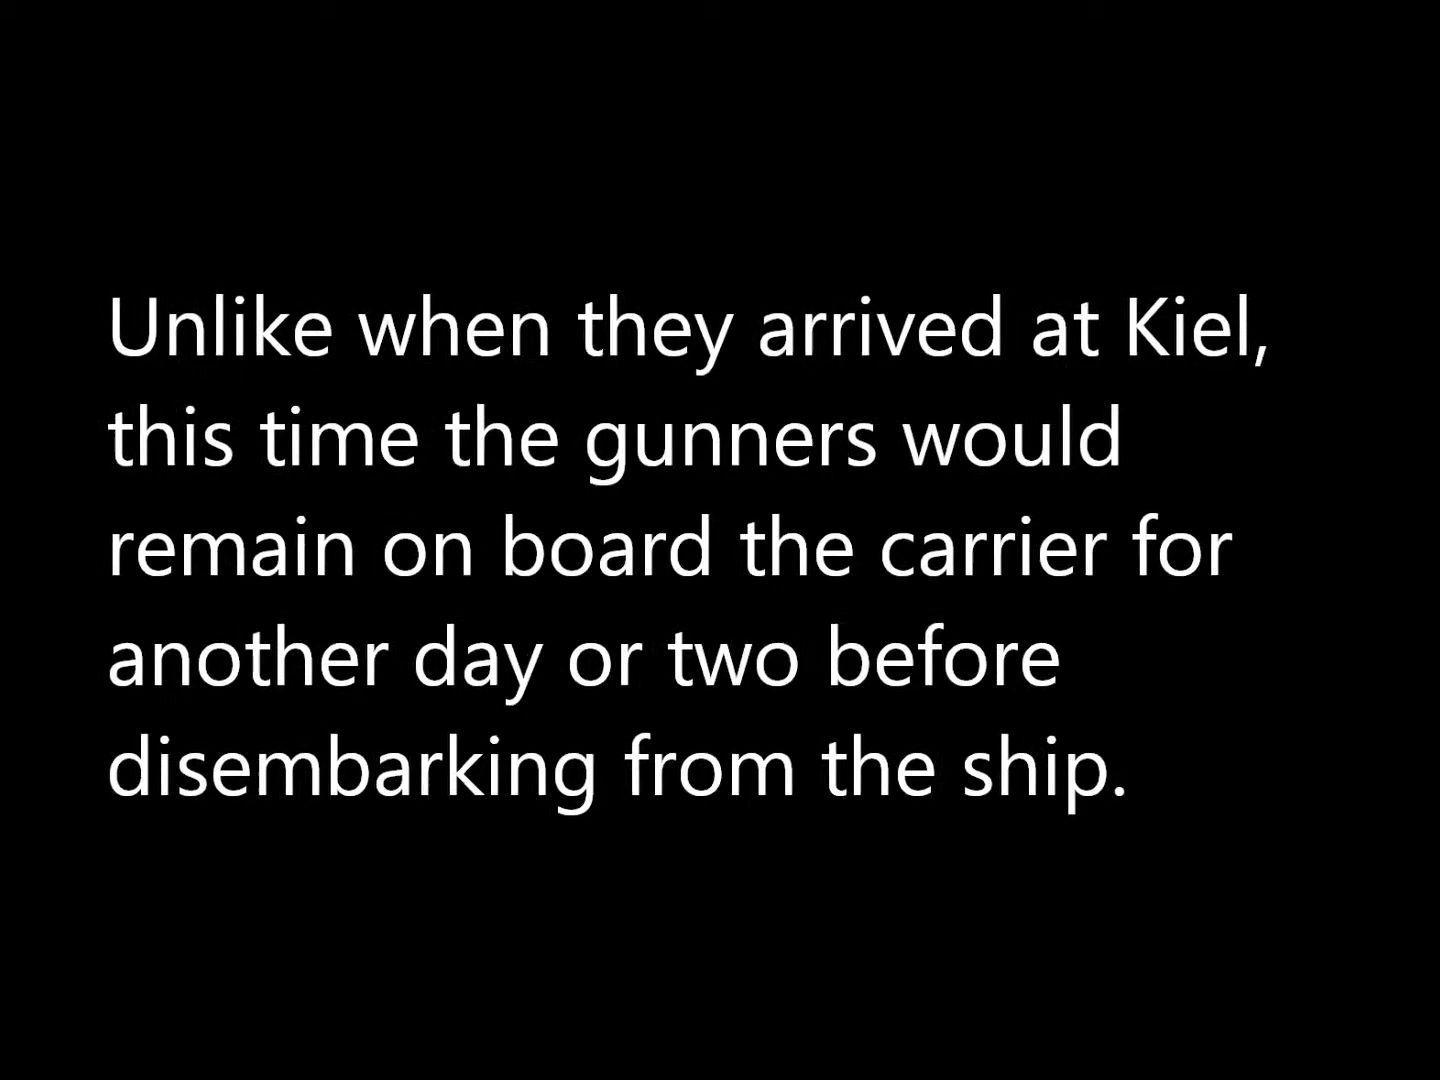 Unlike when they arrived at Kiel,
this time the gunners would
remain on board the carrier for
another day or two before
disembarking from the ship.